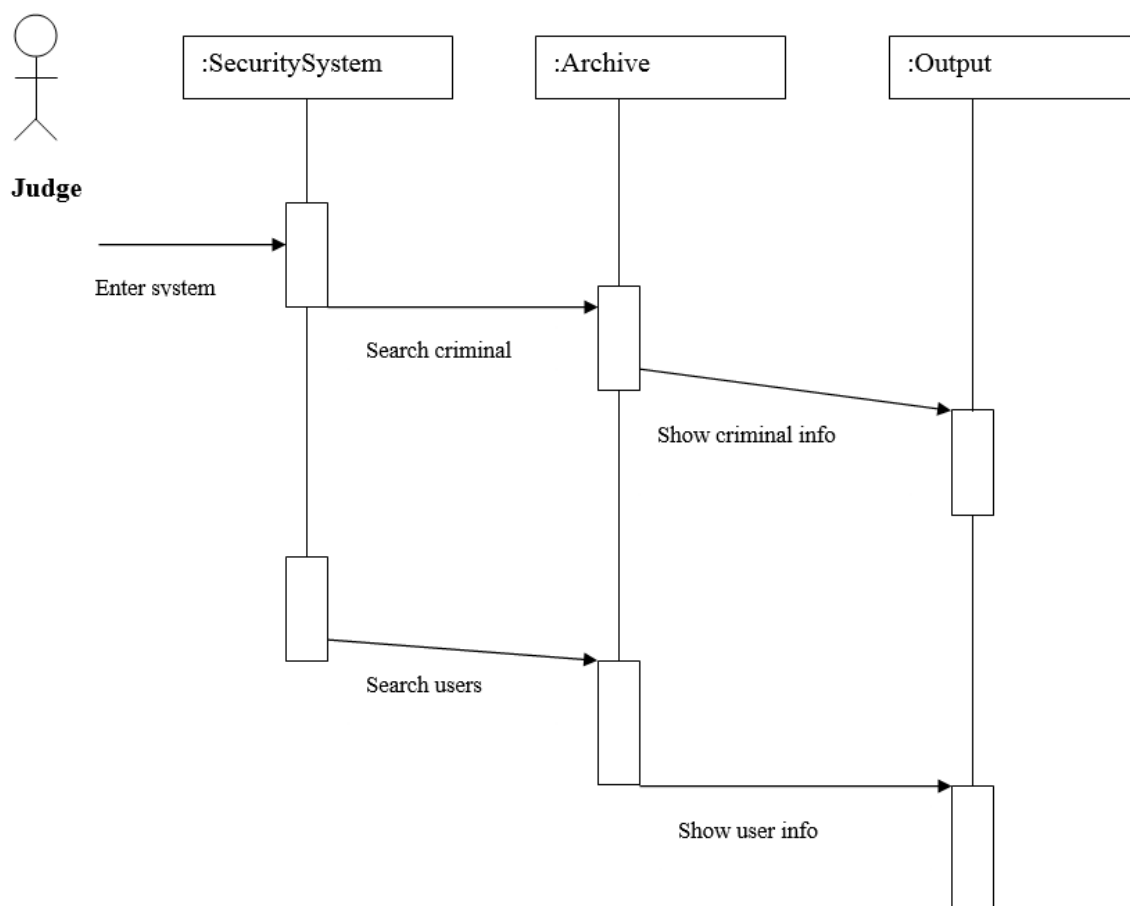 :SecuritySystem
:Archive
:Output
Judge
Enter system
Search criminal
Show criminal info
Search users
Show user info